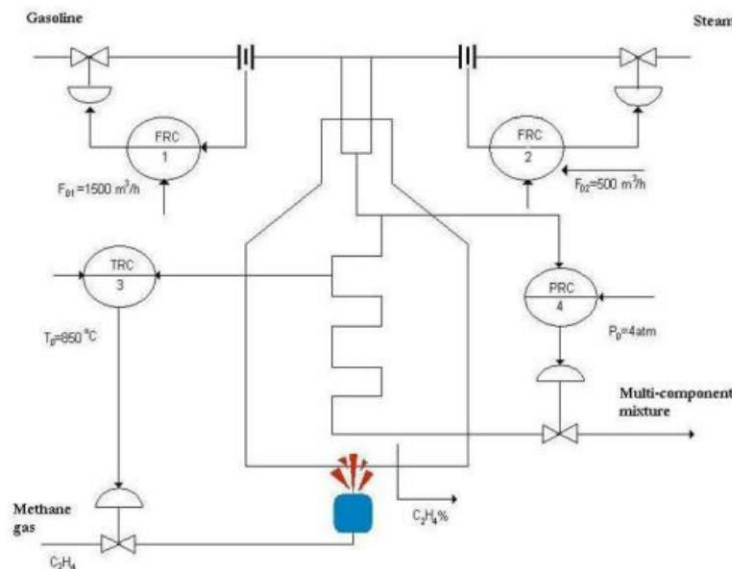 Gasoline
Steam
FRC
1
FRC
2
F01=1500 m³/h
F02=500 m³/h
TRC
3
PRC
4
T0=850 °C
P0=4atm
Multi-component
mixture
Methane
gas
C2H4%
C2H4